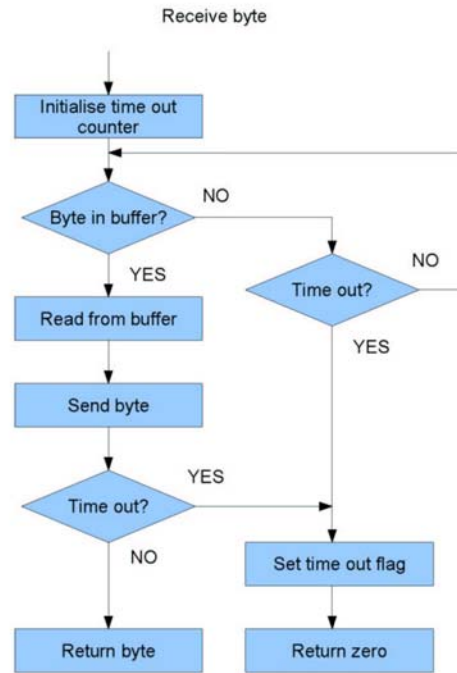 Receive byte
Initialise time out
counter
Byte in buffer?
NO
YES
Time out?
NO
Read from buffer
YES
Send byte
Time out?
YES
NO
Set time out flag
Return byte
Return zero